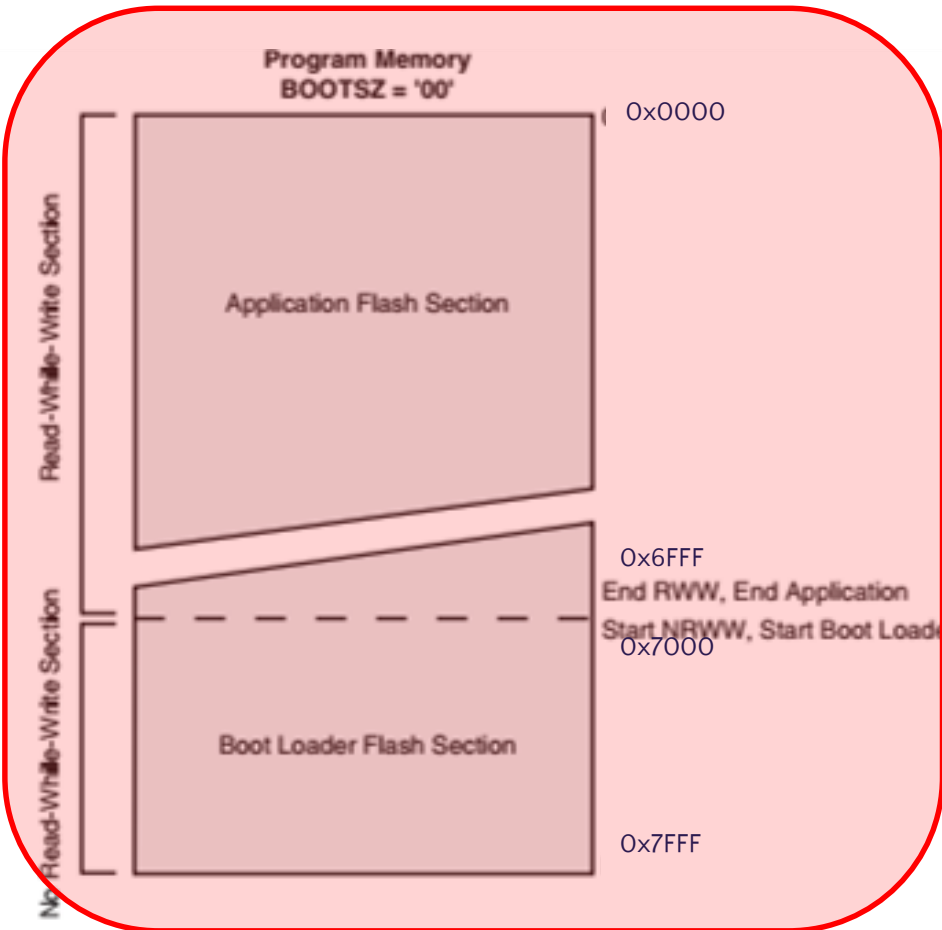 Program Memory
BOOTSZ = '00'
0x0000
Read-While-Write Section
Application Flash Section
0x6FFF
End RWW, End Application
Start NRWW, Start Boot Loade
0x7000
No Read-While-Write Section
Boot Loader Flash Section
0x7FFF